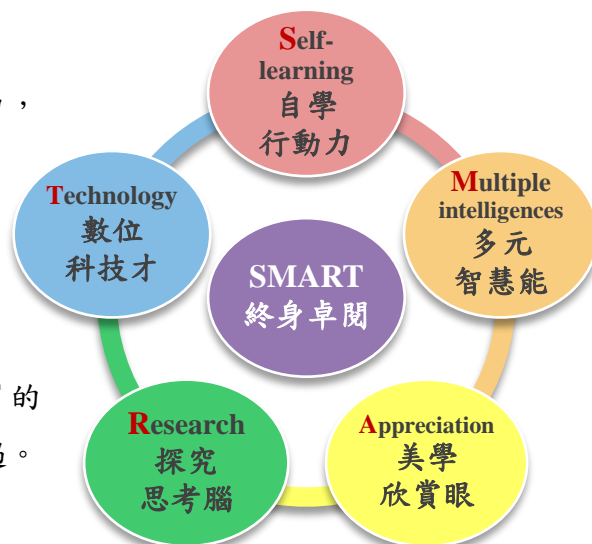 Self-
learning
自學
行動力
Multiple
intelligences
多元
智慧能
Appreciation
美學
欣賞眼
Research
探究
思考腦
Technology
數位
科技才
SMART
終身卓閱
，
的
。